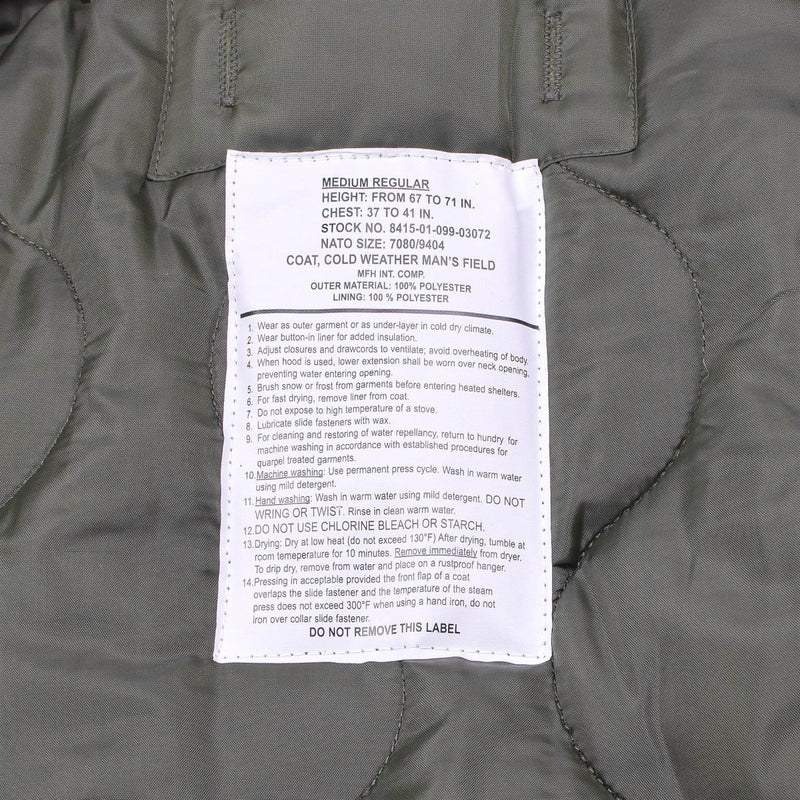 MEDIUM REGULAR
HEIGHT: FROM 67 TO 71 IN.
CHEST: 37 TO 41 IN.
STOCK NO. 8415-01-099-03072
NATO SIZE: 7080/9404
COAT, COLD WEATHER MAN'S FIELD
MFH INT. COMP.
OUTER MATERIAL: 100% POLYESTER
LINING: 100 % POLYESTER
1. Wear as outer garment or as under-layer in cold dry climate.
2. Wear button-in liner for added insulation.
3. Adjust closures and drawcords to ventilate; avoid overheating of body.
4. When hood is used, lower extension shall be worn over neck opening,
preventing water entering opening.
5. Brush snow or frost from garments before entering heated shelters.
6. For fast drying, remove liner from coat.
7. Do not expose to high temperature of a stove.
8. Lubricate slide fasteners with wax.
9. For cleaning and restoring of water repellancy, return to hundry for
machine washing in accordance with established procedures for
quarpel treated garments.
10. Machine washing: Use permanent press cycle. Wash in warm water
using mild detergent.
11. Hand washing: Wash in warm water using mild detergent. DO NOT
WRING OR TWIST. Rinse in clean warm water.
12. DO NOT USE CHLORINE BLEACH OR STARCH.
13. Drying: Dry at low heat (do not exceed 130°F) After drying, tumble at
room temeperature for 10 minutes. Remove immediately from dryer.
To drip dry, remove from water and place on a rustproof hanger.
14. Pressing in acceptable provided the front flap of a coat
overlaps the slide fastener and the temperature of the steam
press does not exceed 300°F when using a hand iron, do not
iron over collar slide fastener.
DO NOT REMOVE THIS LABEL